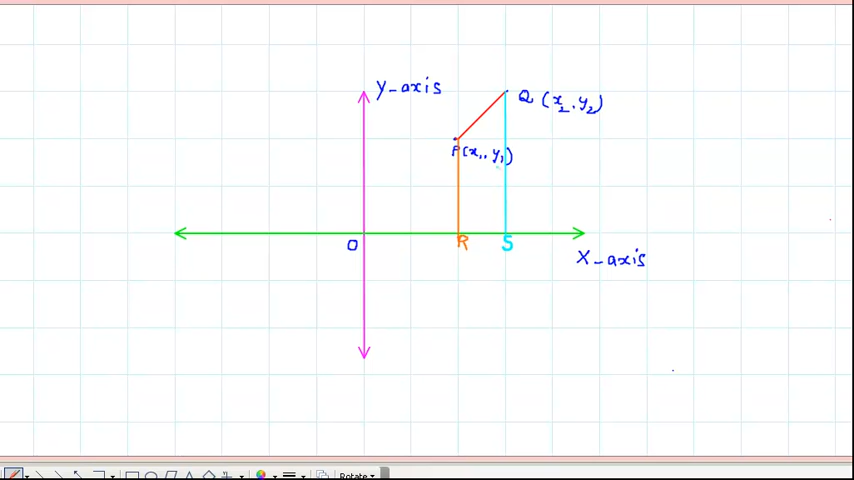 Y-axis
Q (x₂, y₂)
P(x₁, y₁)
O
R
S
X-axis
Rotate